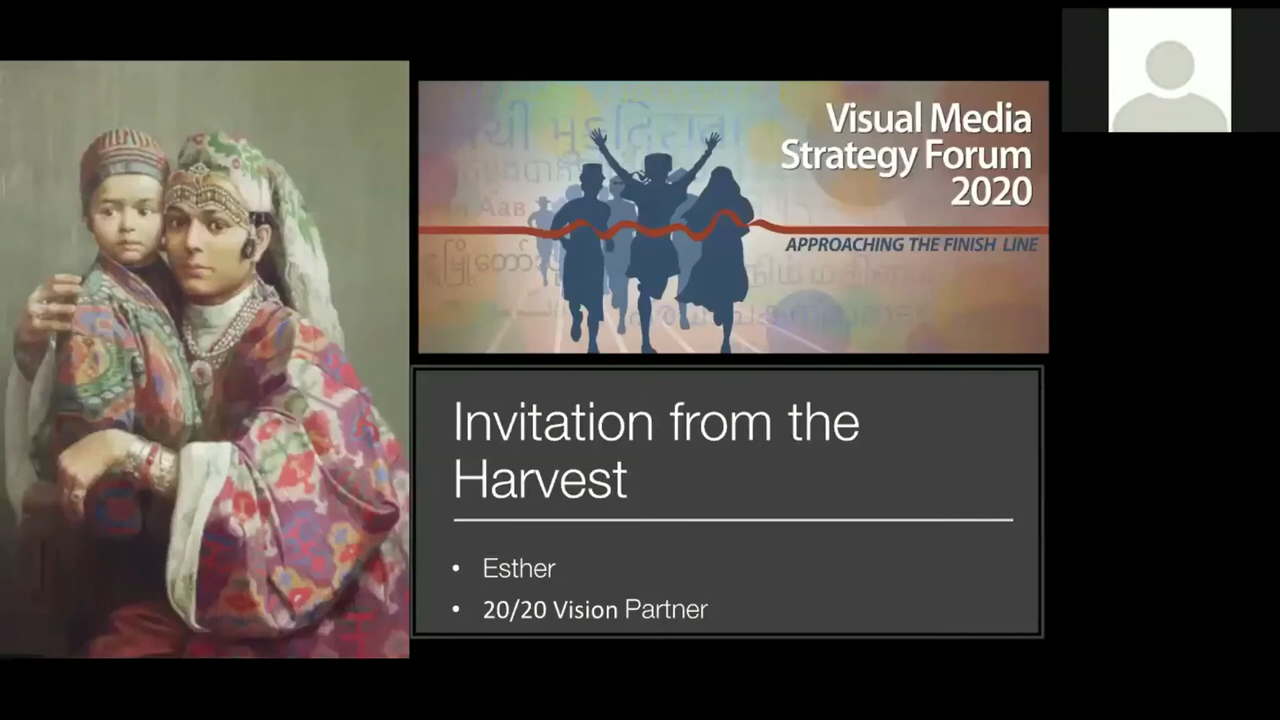 Visual Media
Strategy Forum
2020
APPROACHING THE FINISH LINE
Invitation from the
Harvest
• Esther
• 20/20 Vision Partner